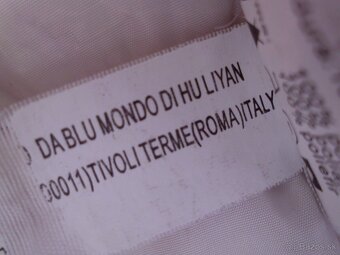 DA BLU MONDO DI HU LIYAN
00011)TIVOLI TERME(ROMA)ITALY